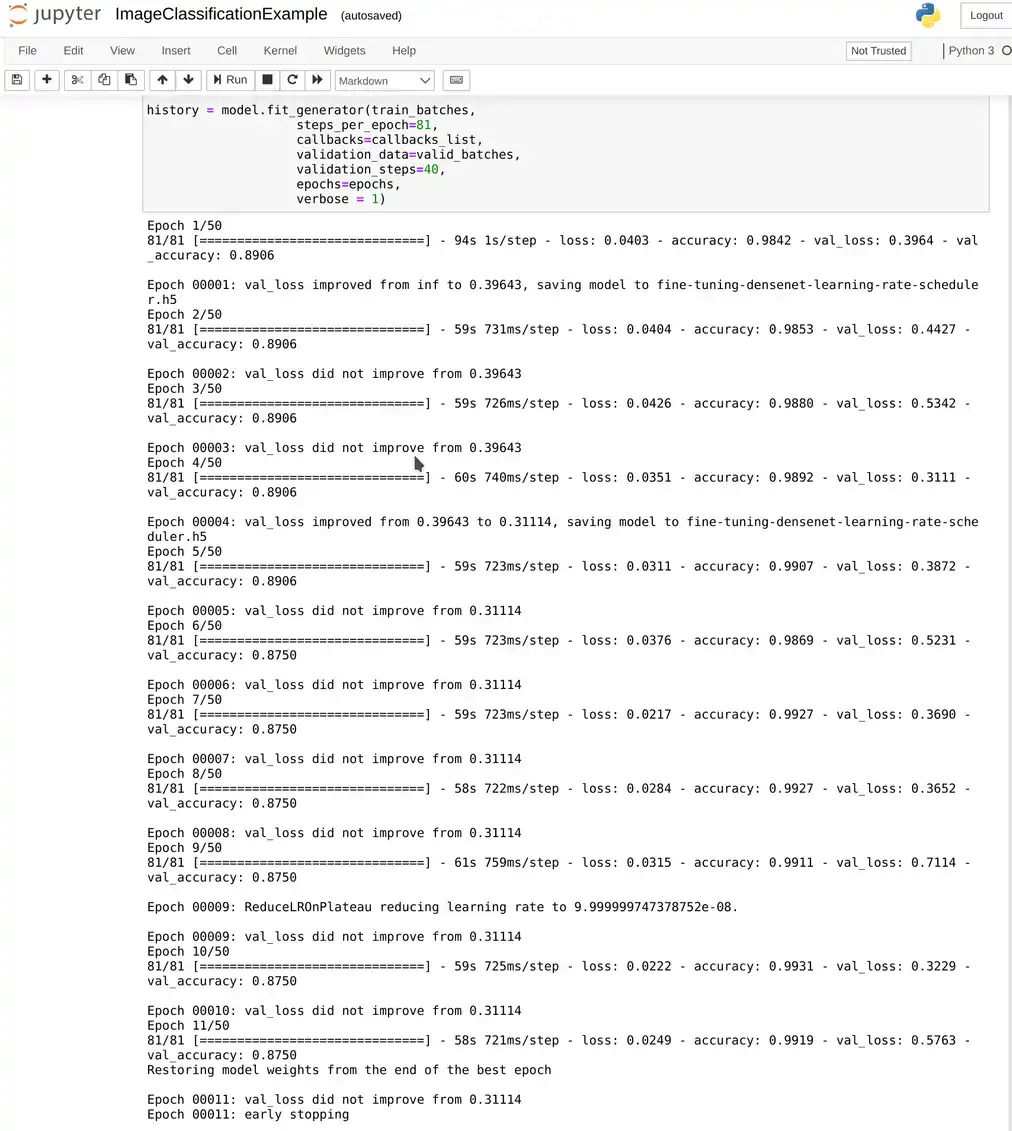 jupyter ImageClassificationExample (autosaved) Logout
File Edit View Insert Cell Kernel Widgets Help Not Trusted Python 3
Run Markdown
history = model.fit_generator(train_batches,
steps_per_epoch=81,
callbacks=callbacks_list,
validation_data=valid_batches,
validation_steps=40,
epochs=epochs,
verbose = 1)
Epoch 1/50
81/81 [==============================] - 94s 1s/step - loss: 0.0403 - accuracy: 0.9842 - val_loss: 0.3964 - val
_accuracy: 0.8906
Epoch 00001: val_loss improved from inf to 0.39643, saving model to fine-tuning-densenet-learning-rate-schedule
r.h5
Epoch 2/50
81/81 [==============================] - 59s 731ms/step - loss: 0.0404 - accuracy: 0.9853 - val_loss: 0.4427 -
val_accuracy: 0.8906
Epoch 00002: val_loss did not improve from 0.39643
Epoch 3/50
81/81 [==============================] - 59s 726ms/step - loss: 0.0426 - accuracy: 0.9880 - val_loss: 0.5342 -
val_accuracy: 0.8906
Epoch 00003: val_loss did not improve from 0.39643
Epoch 4/50
81/81 [==============================] - 60s 740ms/step - loss: 0.0351 - accuracy: 0.9892 - val_loss: 0.3111 -
val_accuracy: 0.8906
Epoch 00004: val_loss improved from 0.39643 to 0.31114, saving model to fine-tuning-densenet-learning-rate-sche
duler.h5
Epoch 5/50
81/81 [==============================] - 59s 723ms/step - loss: 0.0311 - accuracy: 0.9907 - val_loss: 0.3872 -
val_accuracy: 0.8906
Epoch 00005: val_loss did not improve from 0.31114
Epoch 6/50
81/81 [==============================] - 59s 723ms/step - loss: 0.0376 - accuracy: 0.9869 - val_loss: 0.5231 -
val_accuracy: 0.8750
Epoch 00006: val_loss did not improve from 0.31114
Epoch 7/50
81/81 [==============================] - 59s 723ms/step - loss: 0.0217 - accuracy: 0.9927 - val_loss: 0.3690 -
val_accuracy: 0.8750
Epoch 00007: val_loss did not improve from 0.31114
Epoch 8/50
81/81 [==============================] - 58s 722ms/step - loss: 0.0284 - accuracy: 0.9927 - val_loss: 0.3652 -
val_accuracy: 0.8750
Epoch 00008: val_loss did not improve from 0.31114
Epoch 9/50
81/81 [==============================] - 61s 759ms/step - loss: 0.0315 - accuracy: 0.9911 - val_loss: 0.7114 -
val_accuracy: 0.8750
Epoch 00009: ReduceLROnPlateau reducing learning rate to 9.999999747378752e-08.
Epoch 00009: val_loss did not improve from 0.31114
Epoch 10/50
81/81 [==============================] - 59s 725ms/step - loss: 0.0222 - accuracy: 0.9931 - val_loss: 0.3229 -
val_accuracy: 0.8750
Epoch 00010: val_loss did not improve from 0.31114
Epoch 11/50
81/81 [==============================] - 58s 721ms/step - loss: 0.0249 - accuracy: 0.9919 - val_loss: 0.5763 -
val_accuracy: 0.8750
Restoring model weights from the end of the best epoch
Epoch 00011: val_loss did not improve from 0.31114
Epoch 00011: early stopping